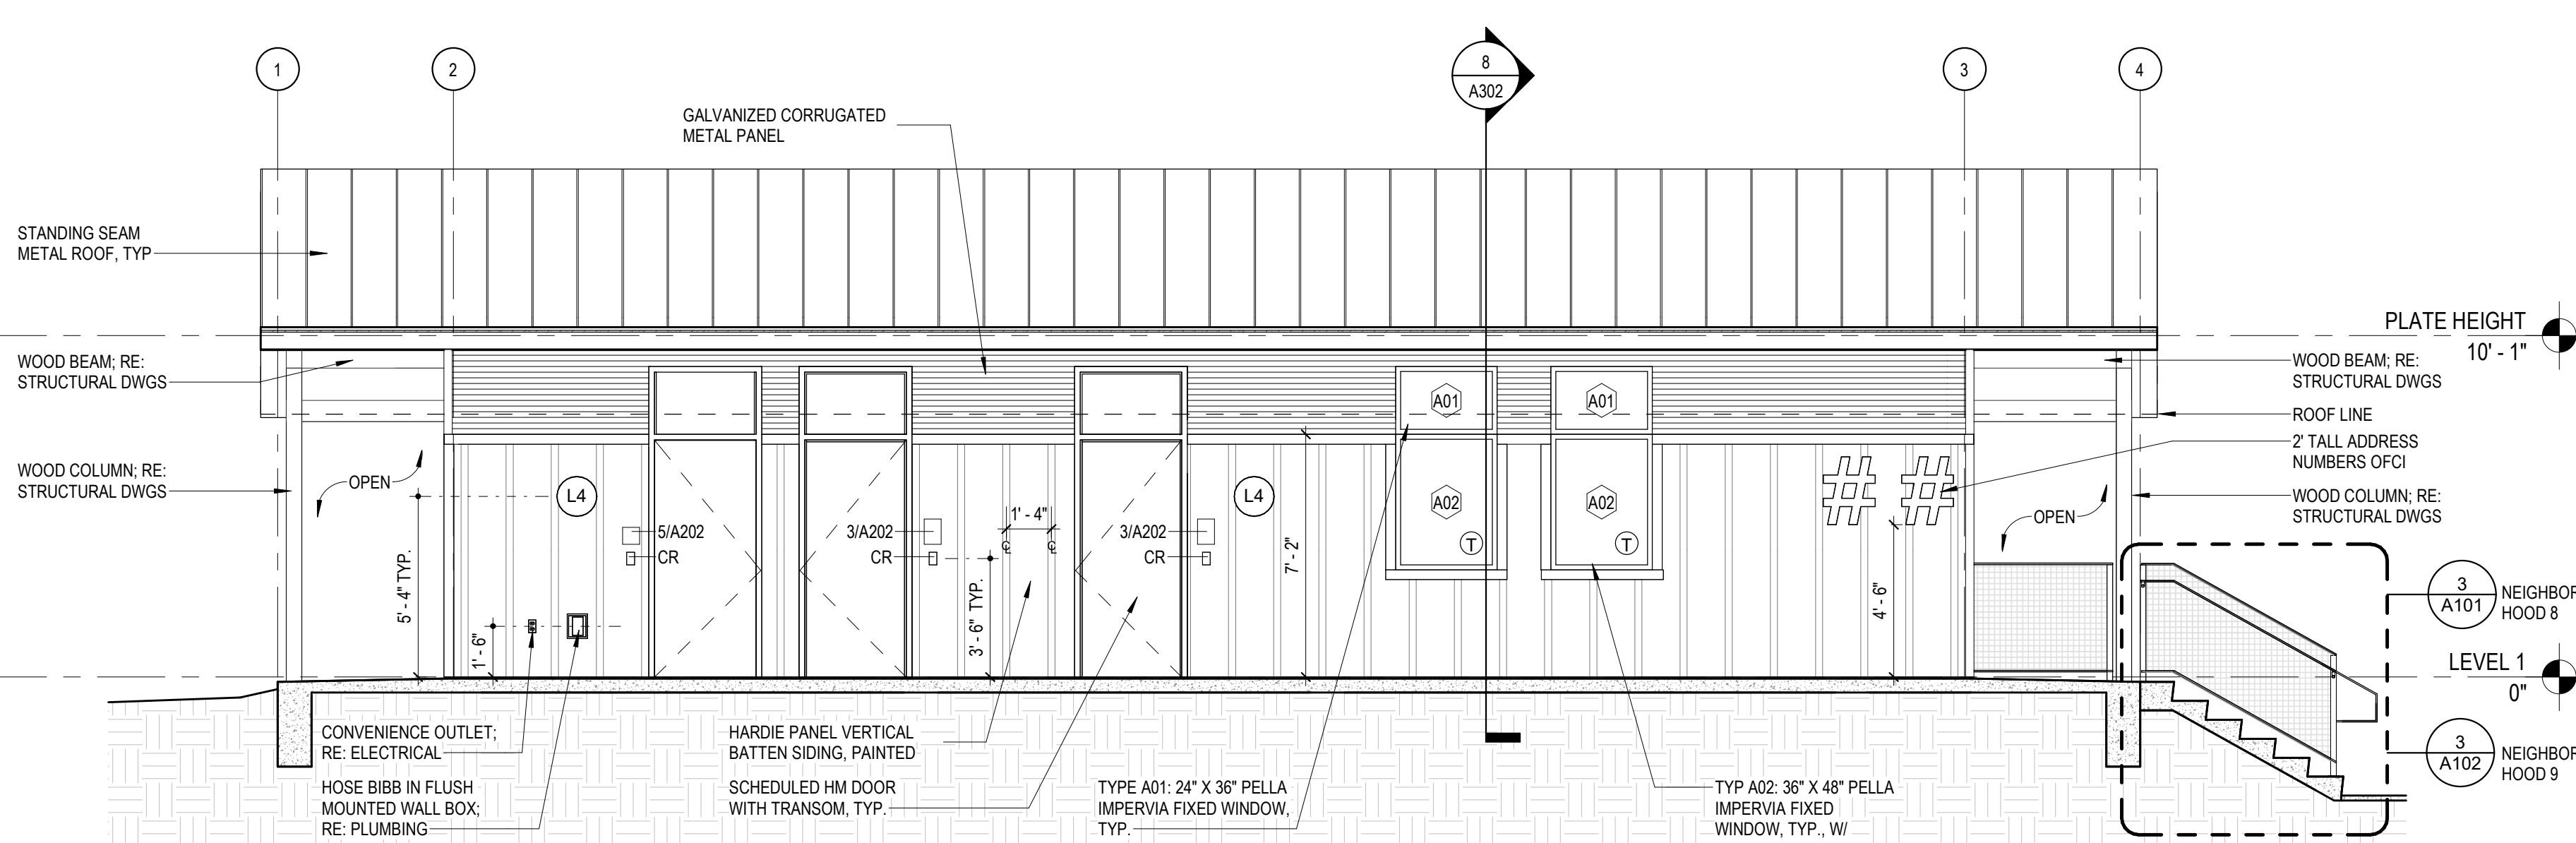 1
2
8
A302
3
4
GALVANIZED CORRUGATED
METAL PANEL
STANDING SEAM
METAL ROOF, TYP
PLATE HEIGHT
10' - 1"
WOOD BEAM; RE:
STRUCTURAL DWGS
WOOD BEAM; RE:
STRUCTURAL DWGS
A01
A01
ROOF LINE
2' TALL ADDRESS
NUMBERS OFCI
WOOD COLUMN; RE:
STRUCTURAL DWGS
OPEN
L4
L4
A02
A02
##
WOOD COLUMN; RE:
STRUCTURAL DWGS
OPEN
1' - 4"
5/A202
CR
3/A202
CR
3/A202
CR
T
T
5' - 4" TYP.
1' - 6"
3' - 6" TYP.
7' - 2"
4' - 6"
3
A101
NEIGHBOR
HOOD 8
LEVEL 1
0"
3
A102
NEIGHBOR
HOOD 9
CONVENIENCE OUTLET;
RE: ELECTRICAL
HOSE BIBB IN FLUSH
MOUNTED WALL BOX;
RE: PLUMBING
HARDIE PANEL VERTICAL
BATTEN SIDING, PAINTED
SCHEDULED HM DOOR
WITH TRANSOM, TYP.
TYPE A01: 24" X 36" PELLA
IMPERVIA FIXED WINDOW,
TYP.
TYP A02: 36" X 48" PELLA
IMPERVIA FIXED
WINDOW, TYP., W/